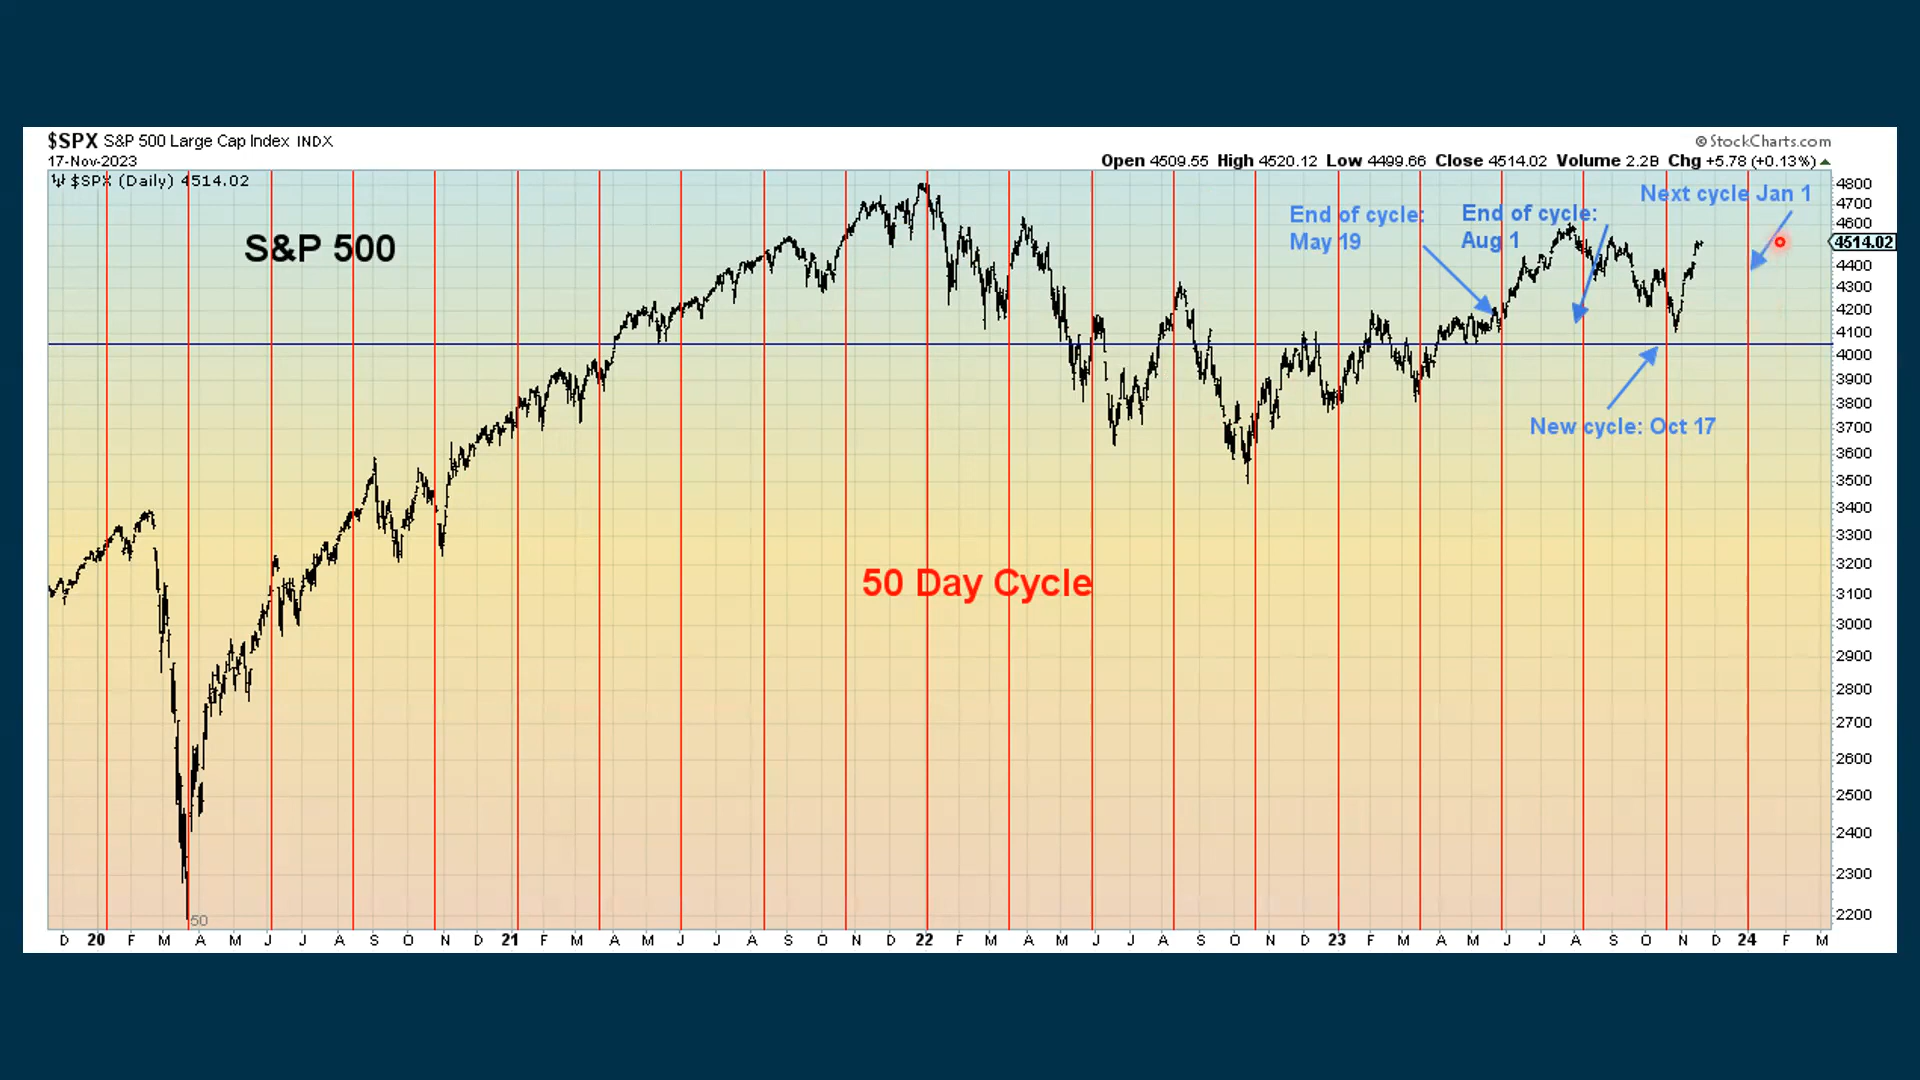 $SPX S&P 500 Large Cap Index INDX
© StockCharts.com
17-Nov-2023
Open 4509.55 High 4520.12 Low 4499.66 Close 4514.02 Volume 2.2B Chg +5.78 (+0.13%)
$SPX (Daily) 4514.02
S&P 500
End of cycle:
May 19
End of cycle:
Aug 1
Next cycle Jan 1
New cycle: Oct 17
50 Day Cycle
50
4800
4700
4600
4514.02
4400
4300
4200
4100
4000
3900
3800
3700
3600
3500
3400
3300
3200
3100
3000
2900
2800
2700
2600
2500
2400
2300
2200
D 20 F M A M J J A S O N D 21 F M A M J J A S O N D 22 F M A M J J A S O N D 23 F M A M J J A S O N D 24 F M